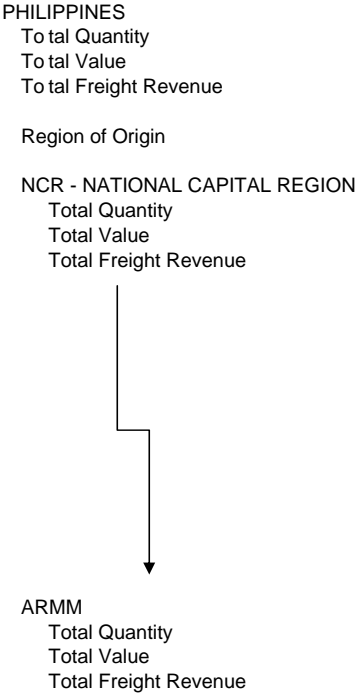 PHILIPPINES
To tal Quantity
To tal Value
To tal Freight Revenue
Region of Origin
NCR - NATIONAL CAPITAL REGION
Total Quantity
Total Value
Total Freight Revenue
ARMM
Total Quantity
Total Value
Total Freight Revenue